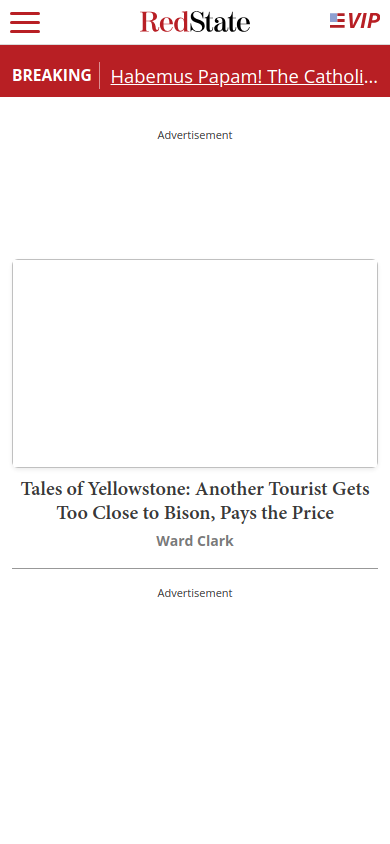 RedState
VIP
BREAKING
Habemus Papam! The Catholi...
Advertisement
Tales of Yellowstone: Another Tourist Gets
Too Close to Bison, Pays the Price
Ward Clark
Advertisement